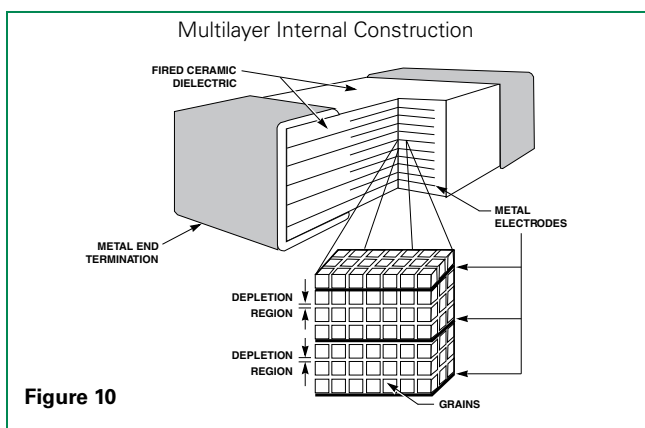 Multilayer Internal Construction
FIRED CERAMIC
DIELECTRIC
METAL
ELECTRODES
METAL END
TERMINATION
DEPLETION
REGION
DEPLETION
REGION
GRAINS
Figure 10